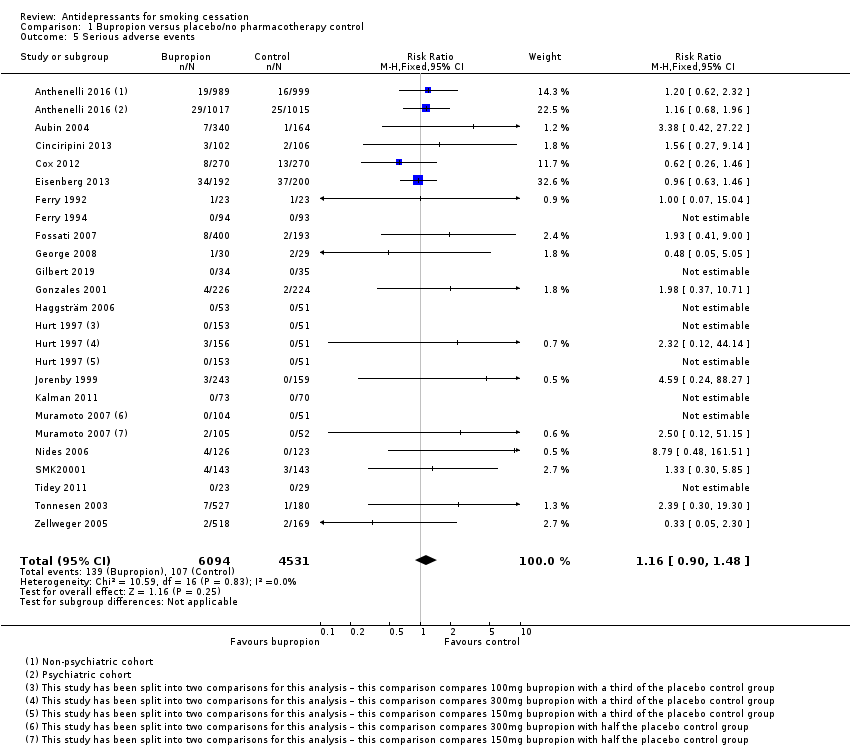 Review: Antidepressants for smoking cessation
Comparison: 1 Bupropion versus placebo/no pharmacotherapy control
Outcome: 5 Serious adverse events
Study or subgroup Bupropion Control Risk Ratio Weight Risk Ratio
n/N n/N M-H,Fixed,95% CI M-H,Fixed,95% CI
Anthenelli 2016 (1) 19/989 16/999 14.3 % 1.20 [ 0.62, 2.32 ]
Anthenelli 2016 (2) 29/1017 25/1015 22.5 % 1.16 [ 0.68, 1.96 ]
Aubin 2004 7/340 1/164 1.2 % 3.38 [ 0.42, 27.22 ]
Cinciripini 2013 3/102 2/106 1.8 % 1.56 [ 0.27, 9.14 ]
Cox 2012 8/270 13/270 11.7 % 0.62 [ 0.26, 1.46 ]
Eisenberg 2013 34/192 37/200 32.6 % 0.96 [ 0.63, 1.46 ]
Ferry 1992 1/23 1/23 0.9 % 1.00 [ 0.07, 15.04 ]
Ferry 1994 0/94 0/93 Not estimable
Fossati 2007 8/400 2/193 2.4 % 1.93 [ 0.41, 9.00 ]
George 2008 1/30 2/29 1.8 % 0.48 [ 0.05, 5.05 ]
Gilbert 2019 0/34 0/35 Not estimable
Gonzales 2001 4/226 2/224 1.8 % 1.98 [ 0.37, 10.71 ]
Haggsträm 2006 0/53 0/51 Not estimable
Hurt 1997 (3) 0/153 0/51 Not estimable
Hurt 1997 (4) 3/156 0/51 0.7 % 2.32 [ 0.12, 44.14 ]
Hurt 1997 (5) 0/153 0/51 Not estimable
Jorenby 1999 3/243 0/159 0.5 % 4.59 [ 0.24, 88.27 ]
Kalman 2011 0/73 0/70 Not estimable
Muramoto 2007 (6) 0/104 0/51 Not estimable
Muramoto 2007 (7) 2/105 0/52 0.6 % 2.50 [ 0.12, 51.15 ]
Nides 2006 4/126 0/123 0.5 % 8.79 [ 0.48, 161.51 ]
SMK20001 4/143 3/143 2.7 % 1.33 [ 0.30, 5.85 ]
Tidey 2011 0/23 0/29 Not estimable
Tonnesen 2003 7/527 1/180 1.3 % 2.39 [ 0.30, 19.30 ]
Zellweger 2005 2/518 2/169 2.7 % 0.33 [ 0.05, 2.30 ]
Total (95% CI) 6094 4531 100.0 % 1.16 [ 0.90, 1.48 ]
Total events: 139 (Bupropion), 107 (Control)
Heterogeneity: Chi² = 10.59, df = 16 (P = 0.83); I² =0.0%
Test for overall effect: Z = 1.16 (P = 0.25)
Test for subgroup differences: Not applicable
0.1 0.2 0.5 1 2 5 10
Favours bupropion Favours control
(1) Non-psychiatric cohort
(2) Psychiatric cohort
(3) This study has been split into two comparisons for this analysis - this comparison compares 100mg bupropion with a third of the placebo control group
(4) This study has been split into two comparisons for this analysis - this comparison compares 300mg bupropion with a third of the placebo control group
(5) This study has been split into two comparisons for this analysis - this comparison compares 150mg bupropion with a third of the placebo control group
(6) This study has been split into two comparisons for this analysis - this comparison compares 300mg bupropion with half the placebo control group
(7) This study has been split into two comparisons for this analysis - this comparison compares 150mg bupropion with half the placebo control group